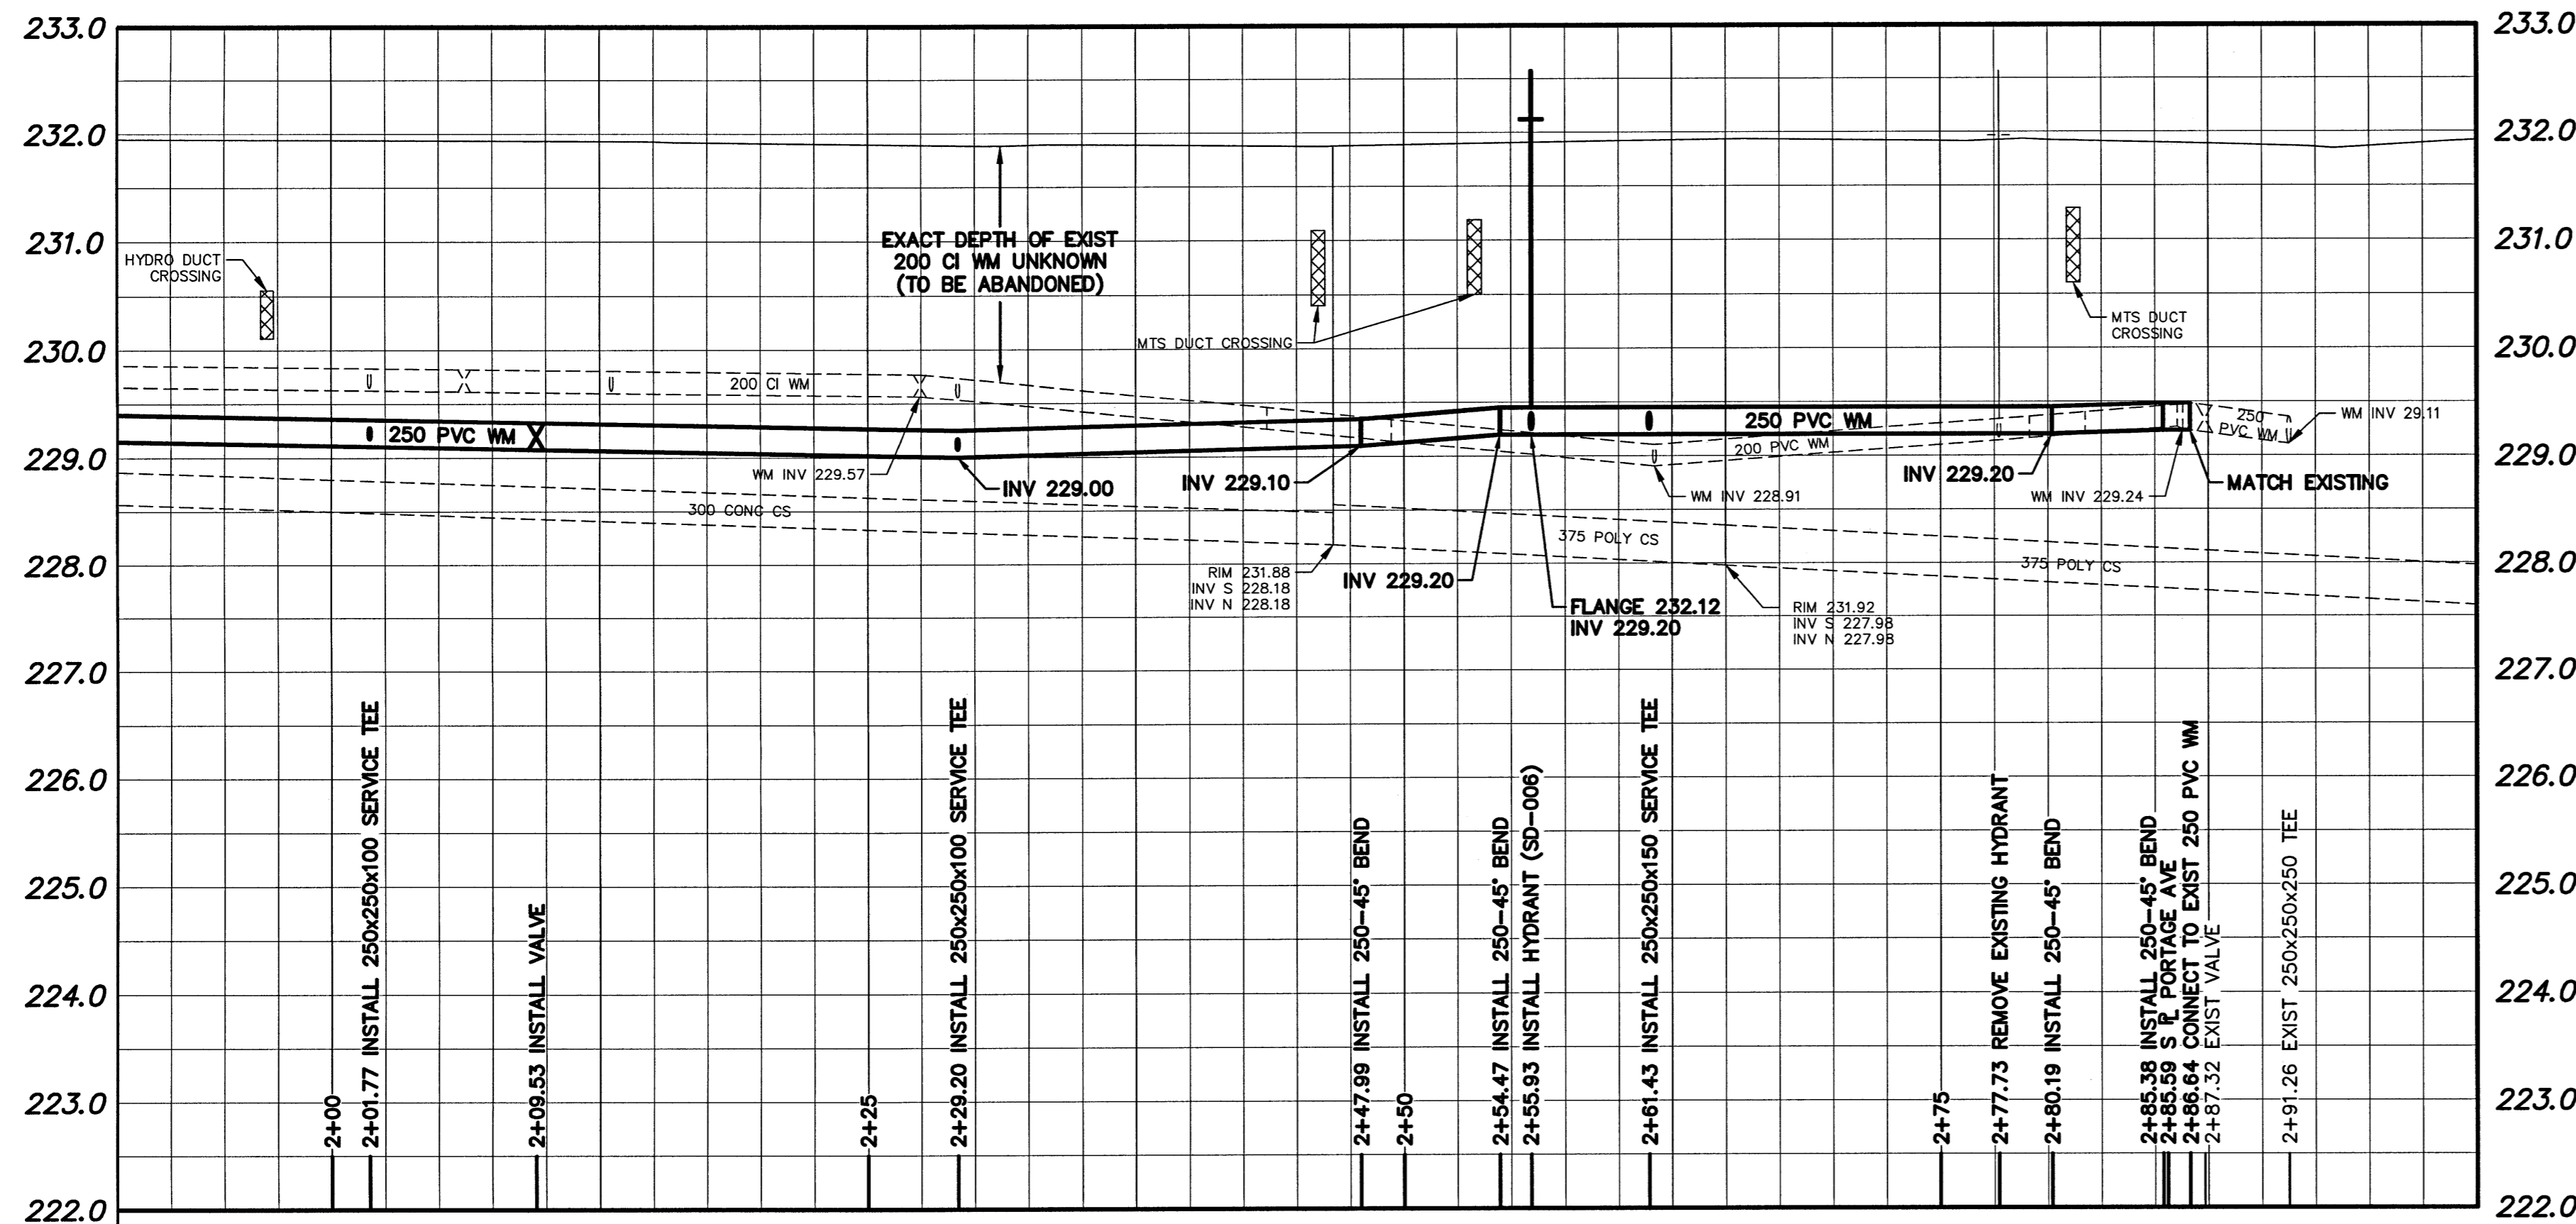 233.0
233.0
232.0
232.0
231.0
231.0
230.0
230.0
229.0
229.0
228.0
228.0
227.0
227.0
226.0
226.0
225.0
225.0
224.0
224.0
223.0
223.0
222.0
222.0
HYDRO DUCT
CROSSING
EXACT DEPTH OF EXIST
200 CI WM UNKNOWN
(TO BE ABANDONED)
MTS DUCT CROSSING
MTS DUCT
CROSSING
200 CI WM
250 PVC WM
WM INV 229.57
INV 229.00
INV 229.10
300 CONC CS
RIM 231.88
INV S 228.18
INV N 228.18
INV 229.20
FLANGE 232.12
INV 229.20
375 POLY CS
WM INV 228.91
200 PVC WM
250 PVC WM
RIM 231.92
INV S 227.98
INV N 227.98
INV 229.20
WM INV 229.24
375 POLY CS
250
PVC WM
WM INV 29.11
MATCH EXISTING
2+00
2+01.77 INSTALL 250x250x100 SERVICE TEE
2+09.53 INSTALL VALVE
2+25
2+29.20 INSTALL 250x250x100 SERVICE TEE
2+47.99 INSTALL 250-45° BEND
2+50
2+54.47 INSTALL 250-45° BEND
2+55.93 INSTALL HYDRANT (SD-006)
2+61.43 INSTALL 250x250x150 SERVICE TEE
2+75
2+77.73 REMOVE EXISTING HYDRANT
2+80.19 INSTALL 250-45° BEND
2+85.38 INSTALL 250-45° BEND
2+85.59 S PL PORTAGE AVE
2+86.64 CONNECT TO EXIST 250 PVC WM
2+87.32 EXIST VALVE
2+91.26 EXIST 250x250x250 TEE